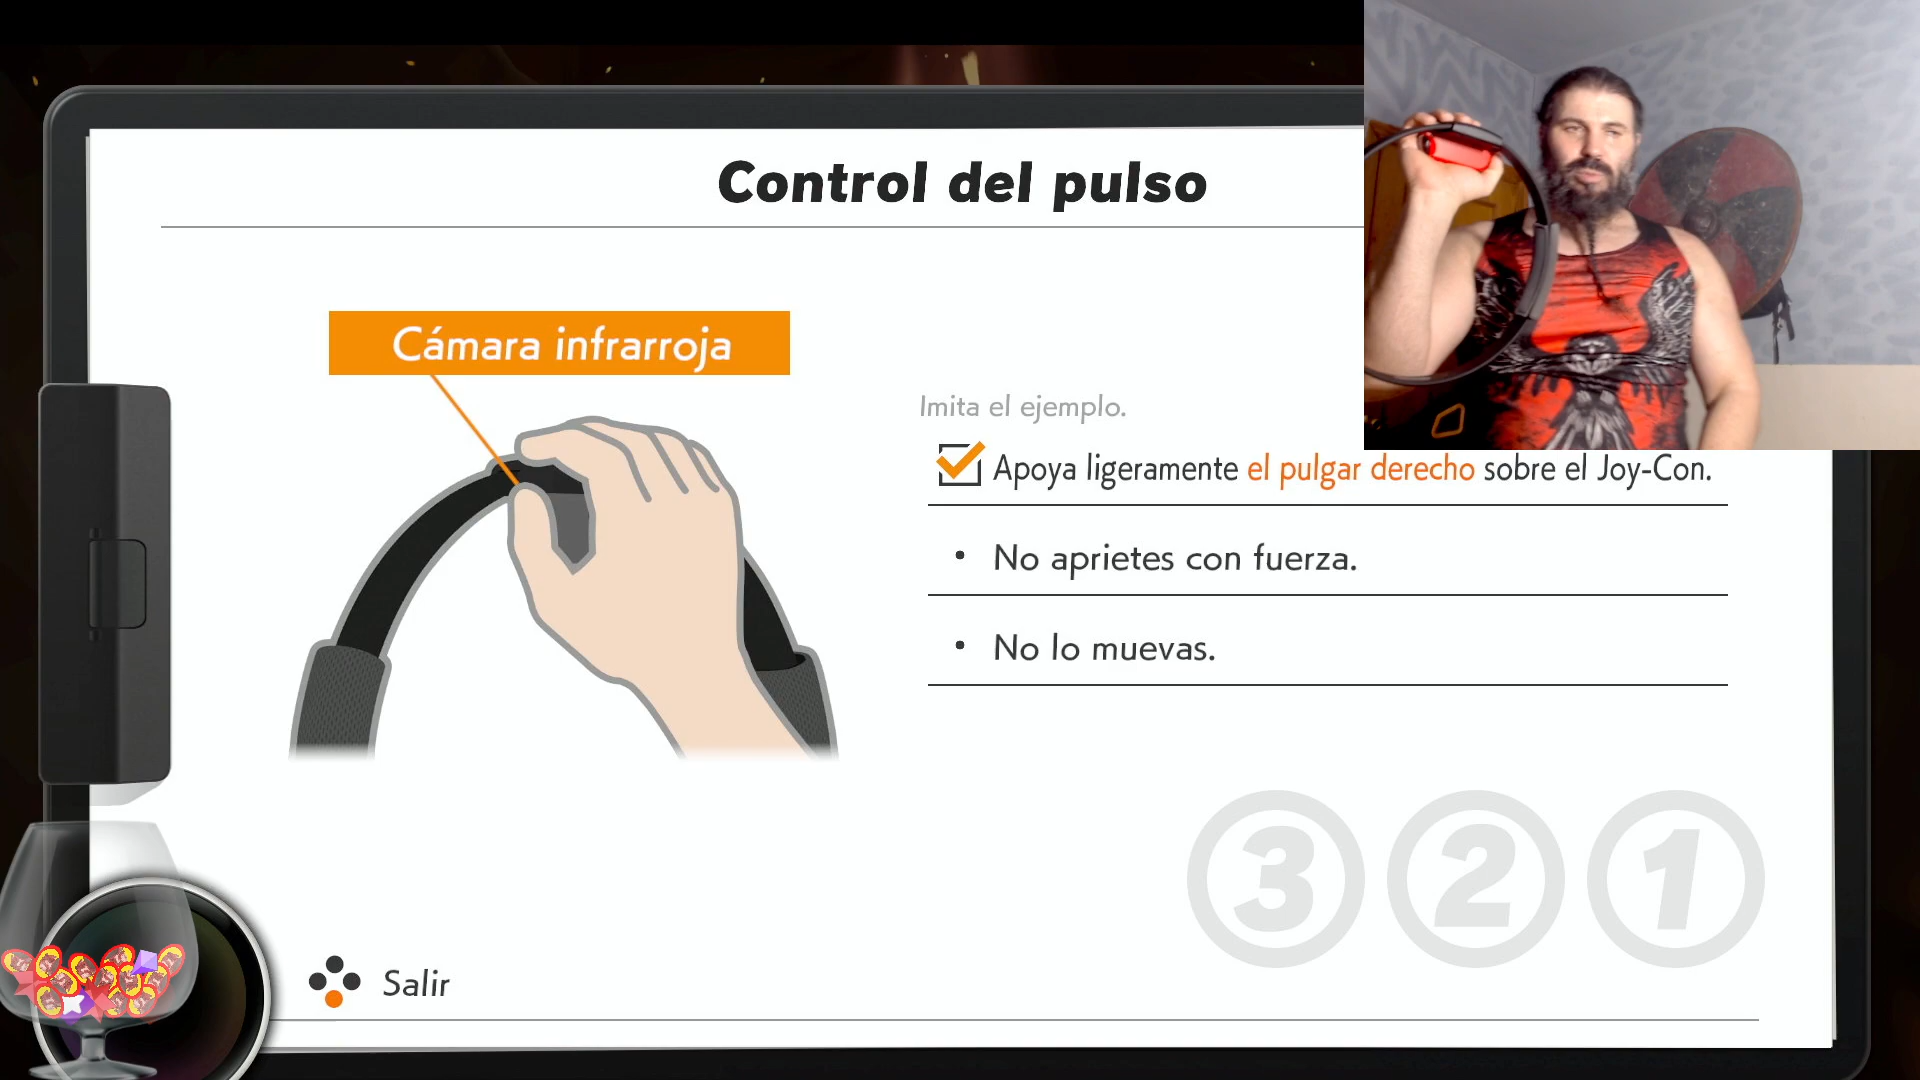 Control del pulso
Cámara infrarroja
Imita el ejemplo.
Apoya ligeramente el pulgar derecho sobre el Joy-Con.
• No aprietes con fuerza.
• No lo muevas.
3 2 1
Salir